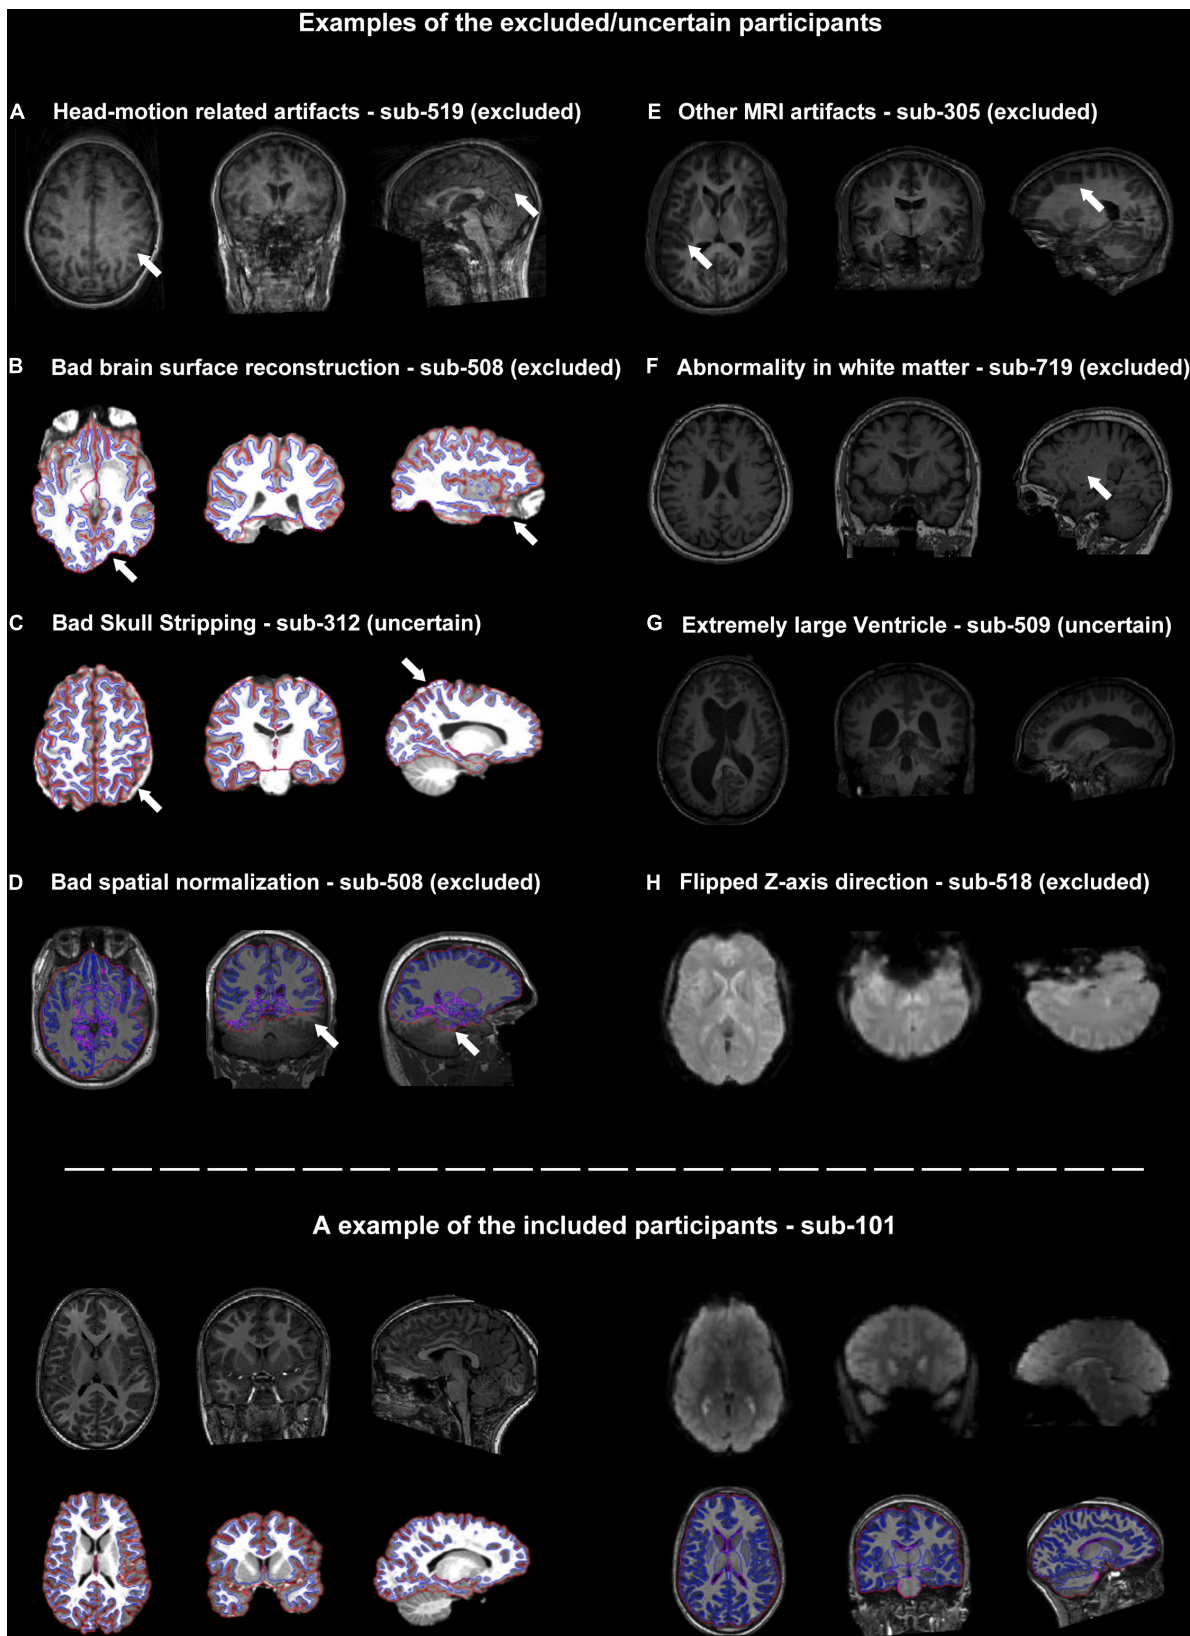 Examples of the excluded/uncertain participants
A Head-motion related artifacts - sub-519 (excluded)
E Other MRI artifacts - sub-305 (excluded)
B Bad brain surface reconstruction - sub-508 (excluded)
F Abnormality in white matter - sub-719 (excluded)
C Bad Skull Stripping - sub-312 (uncertain)
G Extremely large Ventricle - sub-509 (uncertain)
D Bad spatial normalization - sub-508 (excluded)
H Flipped Z-axis direction - sub-518 (excluded)
A example of the included participants - sub-101